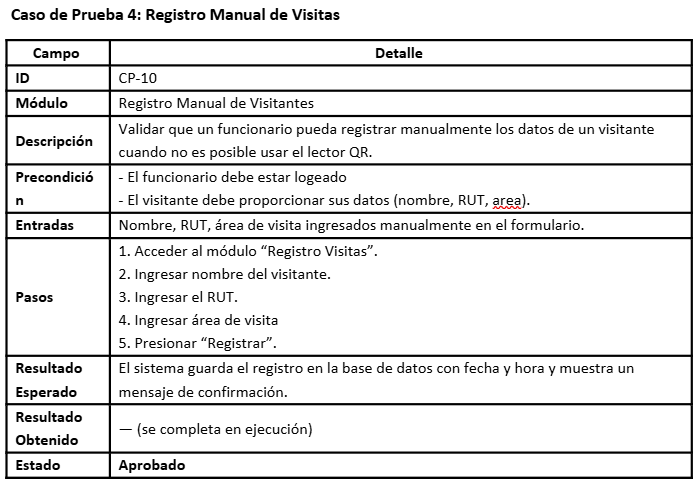 Caso de Prueba 4: Registro Manual de Visitas
Campo Detalle
ID CP-10
Módulo Registro Manual de Visitantes
Descripción Validar que un funcionario pueda registrar manualmente los datos de un visitante
cuando no es posible usar el lector QR.
Precondició - El funcionario debe estar logeado
n - El visitante debe proporcionar sus datos (nombre, RUT, area).
Entradas Nombre, RUT, área de visita ingresados manualmente en el formulario.
Pasos 1. Acceder al módulo “Registro Visitas”.
2. Ingresar nombre del visitante.
3. Ingresar el RUT.
4. Ingresar área de visita
5. Presionar “Registrar”.
Resultado El sistema guarda el registro en la base de datos con fecha y hora y muestra un
Esperado mensaje de confirmación.
Resultado
Obtenido — (se completa en ejecución)
Estado Aprobado